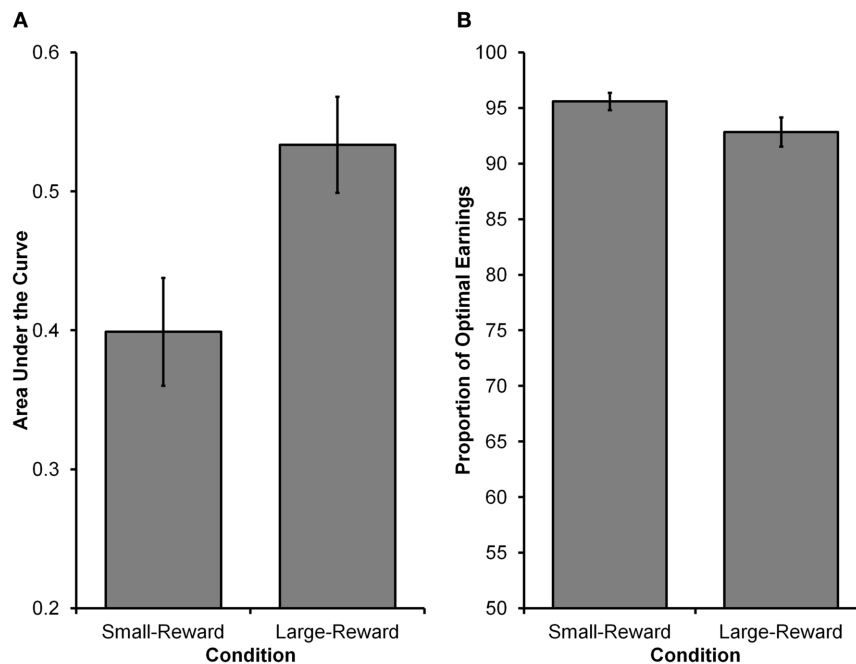 A
Area Under the Curve
0.6
0.5
0.4
0.3
0.2
Small-Reward
Large-Reward
Condition
B
Proportion of Optimal Earnings
100
95
90
85
80
75
70
65
60
55
50
Small-Reward
Large-Reward
Condition